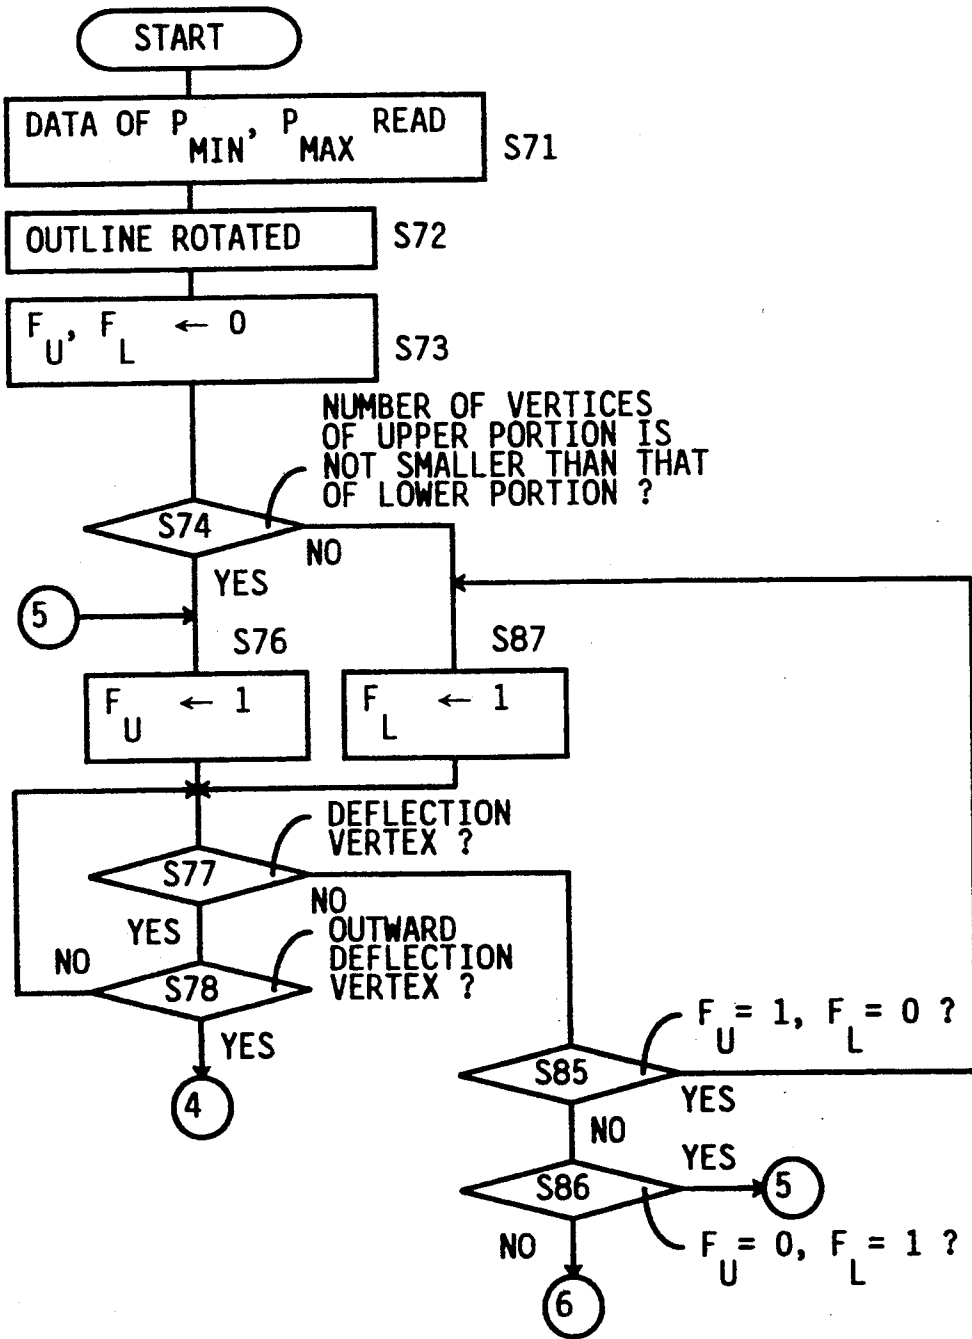 START
DATA OF P MIN, P MAX READ
S71
OUTLINE ROTATED
S72
F U, F L ← 0
S73
NUMBER OF VERTICES
OF UPPER PORTION IS
NOT SMALLER THAN THAT
OF LOWER PORTION ?
S74
NO
YES
5
S76
S87
F U ← 1
F L ← 1
DEFLECTION
VERTEX ?
S77
NO
YES
OUTWARD
DEFLECTION
VERTEX ?
NO
S78
YES
4
F U = 1, F L = 0 ?
S85
YES
NO
S86
YES
5
F U = 0, F L = 1 ?
NO
6